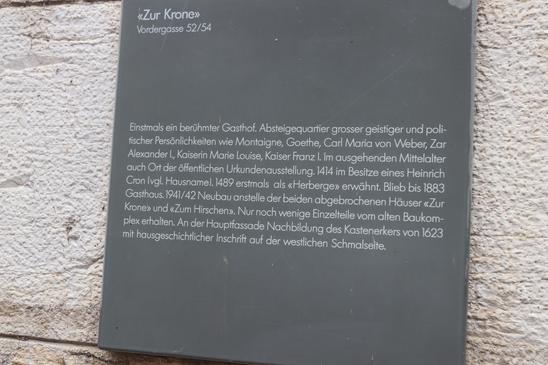 «Zur Krone»
Vordergasse 52/54
Einstmals ein berühmter Gasthof. Absteigequartier grosser geistiger und poli-
tischer Persönlichkeiten wie Montaigne, Goethe, Carl Maria von Weber, Zar
Alexander I., Kaiserin Marie Louise, Kaiser Franz I. Im ausgehenden Mittelalter
auch Ort der öffentlichen Urkundenausstellung. 1414 im Besitze eines Heinrich
Cron (vgl. Hausname). 1489 erstmals als «Herberge» erwähnt. Blieb bis 1883
Gasthaus. 1941/42 Neubau anstelle der beiden abgebrochenen Häuser «Zur
Krone» und «Zum Hirschen». Nur noch wenige Einzelteile vom alten Baukom-
plex erhalten. An der Hauptfassade Nachbildung des Kastenerkers von 1623
mit hausgeschichtlicher Inschrift auf der westlichen Schmalseite.